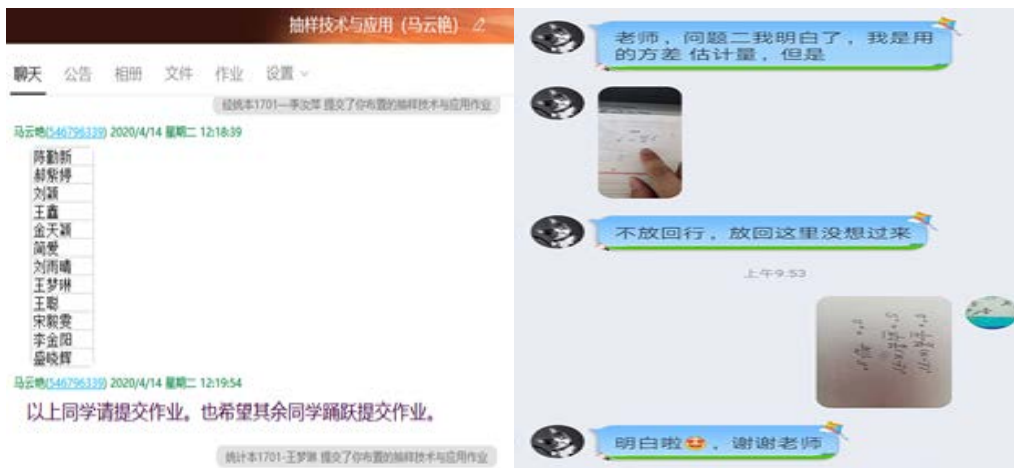 抽样技术与应用（马云艳）
聊天 公告 相册 文件 作业 设置
经统本1701—李汝萍 提交了你布置的抽样技术与应用作业
马云艳(546796339) 2020/4/14 星期二 12:18:39
陈勤新
郝紫婷
刘颖
王鑫
金天颖
简爱
刘雨晴
王梦琳
王聪
宋毅雯
李金阳
盛晓辉
马云艳(546796339) 2020/4/14 星期二 12:19:54
以上同学请提交作业。也希望其余同学踊跃提交作业。
统计本1701-王梦琳 提交了你布置的抽样技术与应用作业
老师，问题二我明白了，我是用
的方差 估计量，但是
不放回行，放回这里没想过来
上午9:53
明白啦🤩，谢谢老师